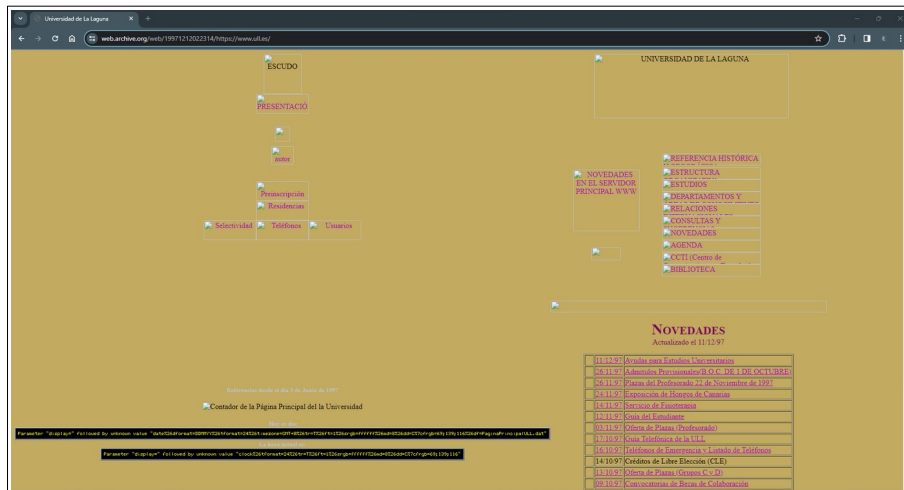 Universidad de La Laguna
web.archive.org/web/19971212022314/https://www.ull.es/
ESCUDO
PRESENTACIÓ
autor
Preinscripción
Residencias
Selectividad
Teléfonos
Usuarios
Contador de la Página Principal del la Universidad
UNIVERSIDAD DE LA LAGUNA
NOVEDADES
EN EL SERVIDOR
PRINCIPAL WWW
REFERENCIA HISTÓRICA
ESTRUCTURA
ESTUDIOS
DEPARTAMENTOS Y
RELACIONES
CONSULTAS Y
NOVEDADES
AGENDA
CCTI (Centro de
BIBLIOTECA
NOVEDADES
Actualizado el 11/12/97
11/12/97 Ayudas para Estudios Universitarios
26/11/97 Admitidos Provisionales(B.O.C. DE 1 DE OCTUBRE)
26/11/97 Plazas del Profesorado 22 de Noviembre de 1997
24/11/97 Exposición de Hongos de Canarias
14/11/97 Servicio de Fisioterapia
12/11/97 Guia del Estudiante
03/11/97 Oferta de Plazas (Profesorado)
17/10/97 Guía Telefónica de la ULL
16/10/97 Teléfonos de Emergencia y Listado de Teléfonos
14/10/97 Créditos de Libre Elección (CLE)
13/10/97 Oferta de Plazas (Grupos C y D)
09/10/97 Convocatorias de Becas de Colaboración